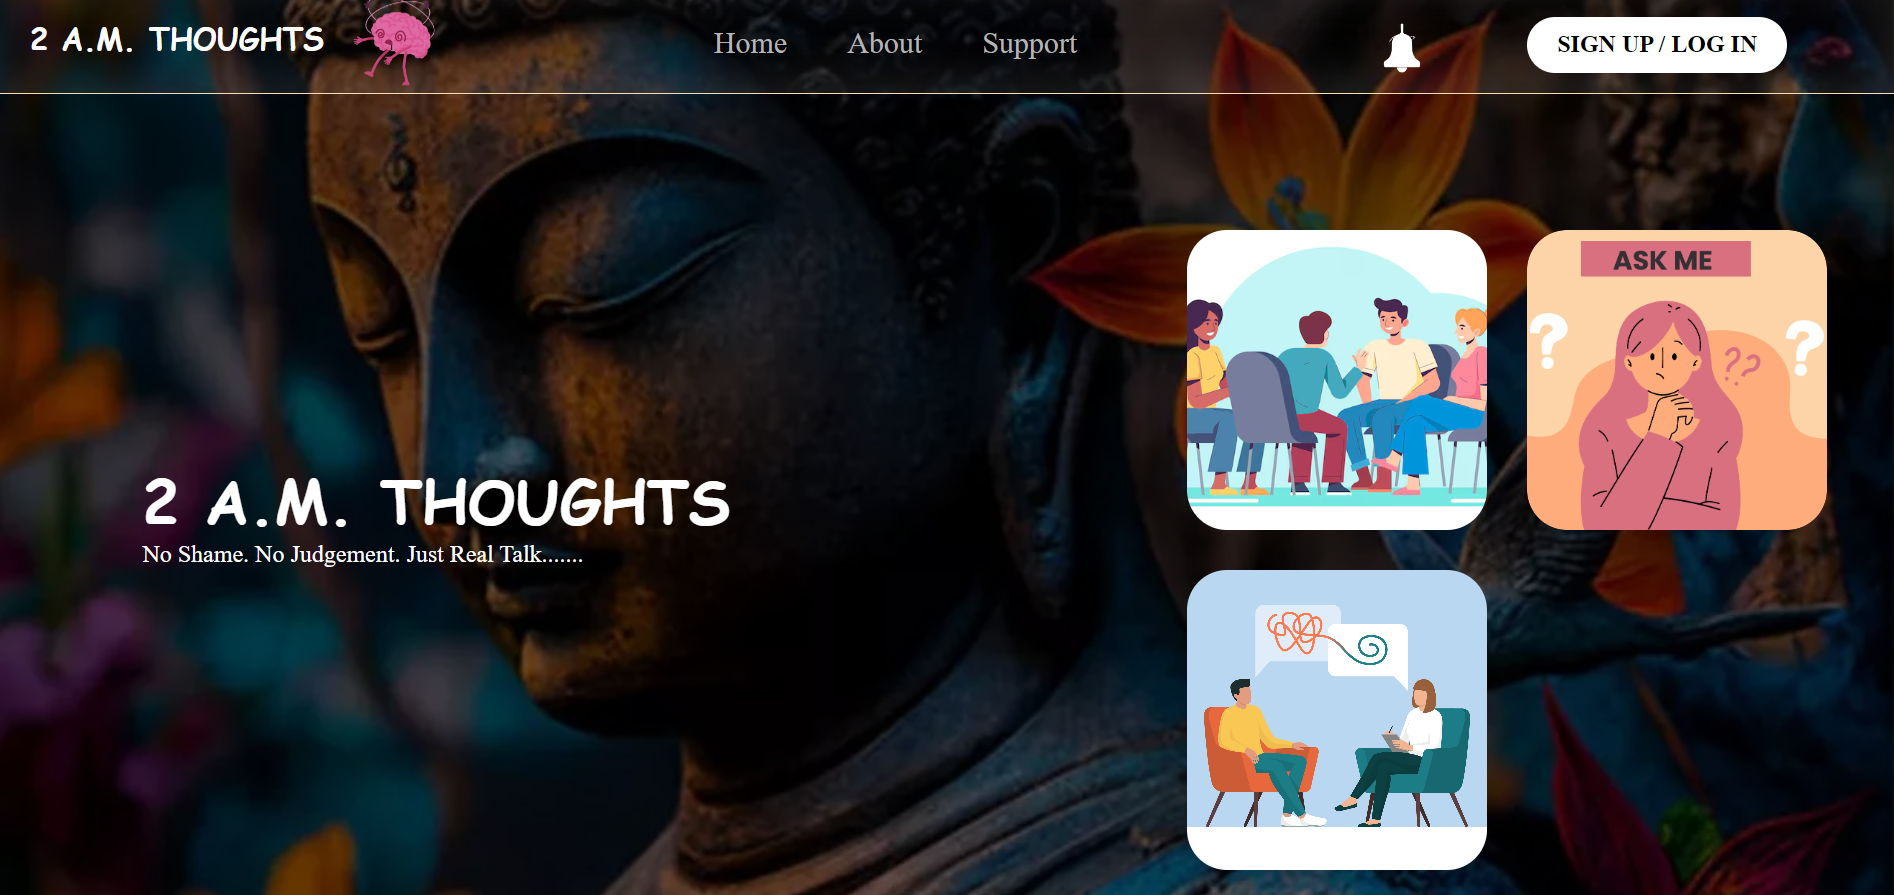 2 A.M. THOUGHTS
Home
About
Support
SIGN UP / LOG IN
ASK ME
?
?
??
2 A.M. THOUGHTS
No Shame. No Judgement. Just Real Talk.......